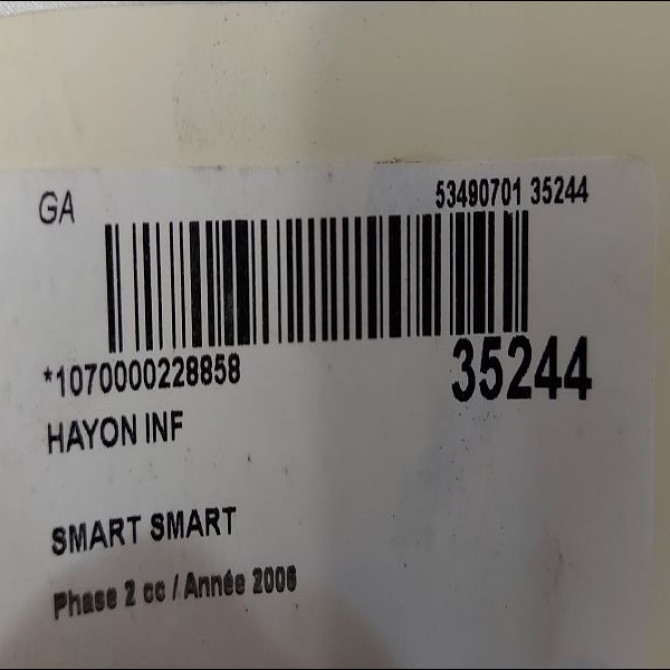 GA
53490701 35244
*1070000228858
35244
HAYON INF
SMART SMART
Phase 2 cc / Année 2006